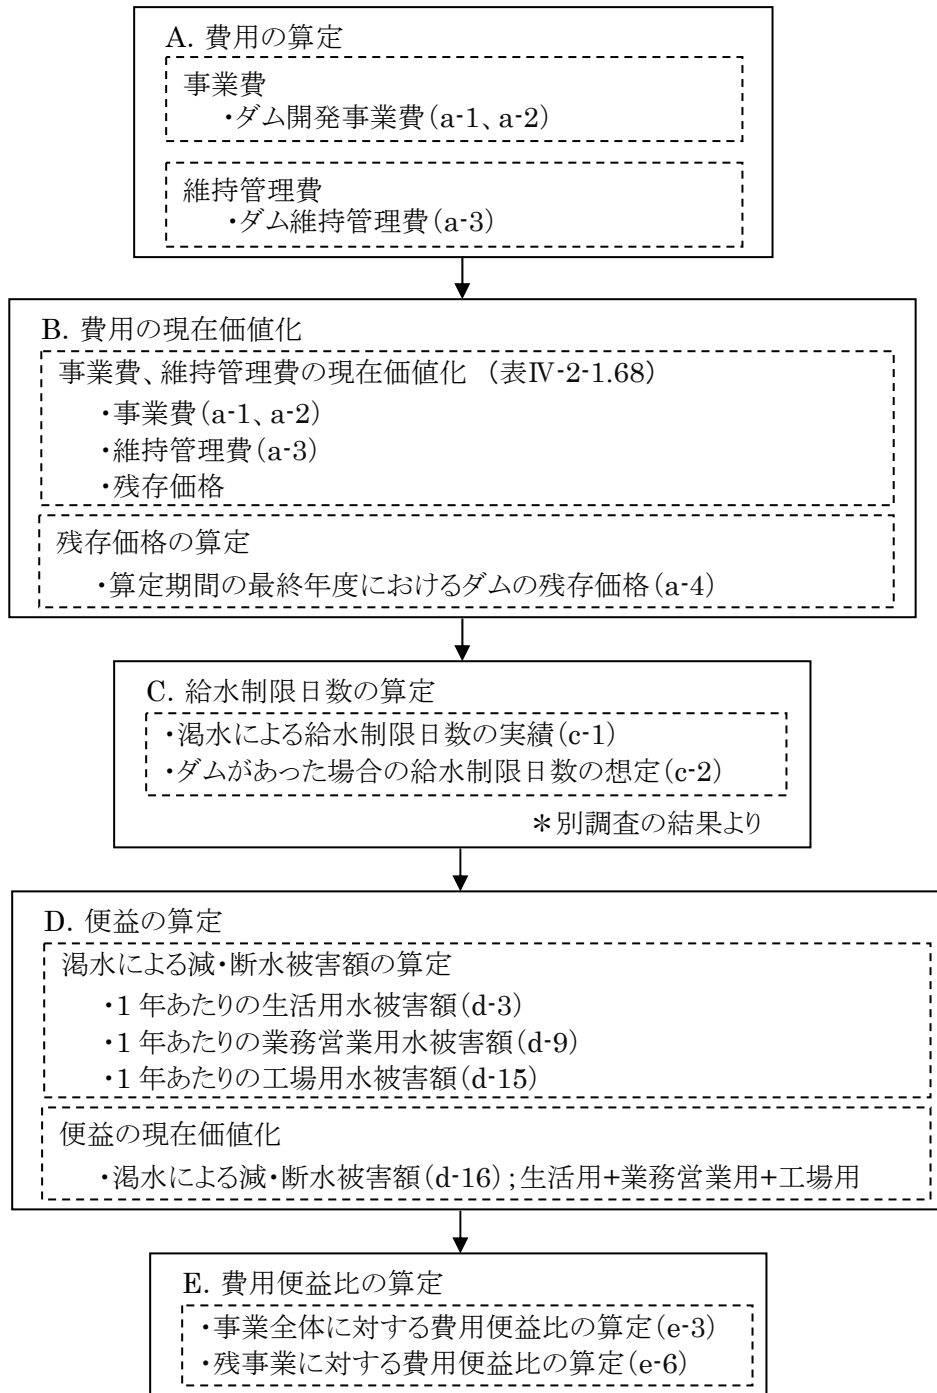 A. 費用の算定
事業費
・ダム開発事業費(a-1、a-2)
維持管理費
・ダム維持管理費(a-3)
B. 費用の現在価値化
事業費、維持管理費の現在価値化 (表Ⅳ-2-1.68)
・事業費(a-1、a-2)
・維持管理費(a-3)
・残存価格
残存価格の算定
・算定期間の最終年度におけるダムの残存価格(a-4)
C. 給水制限日数の算定
・渇水による給水制限日数の実績(c-1)
・ダムがあった場合の給水制限日数の想定(c-2)
＊別調査の結果より
D. 便益の算定
渇水による減・断水被害額の算定
・1 年あたりの生活用水被害額(d-3)
・1 年あたりの業務営業用水被害額(d-9)
・1 年あたりの工場用水被害額(d-15)
便益の現在価値化
・渇水による減・断水被害額(d-16);生活用+業務営業用+工場用
E. 費用便益比の算定
・事業全体に対する費用便益比の算定(e-3)
・残事業に対する費用便益比の算定(e-6)